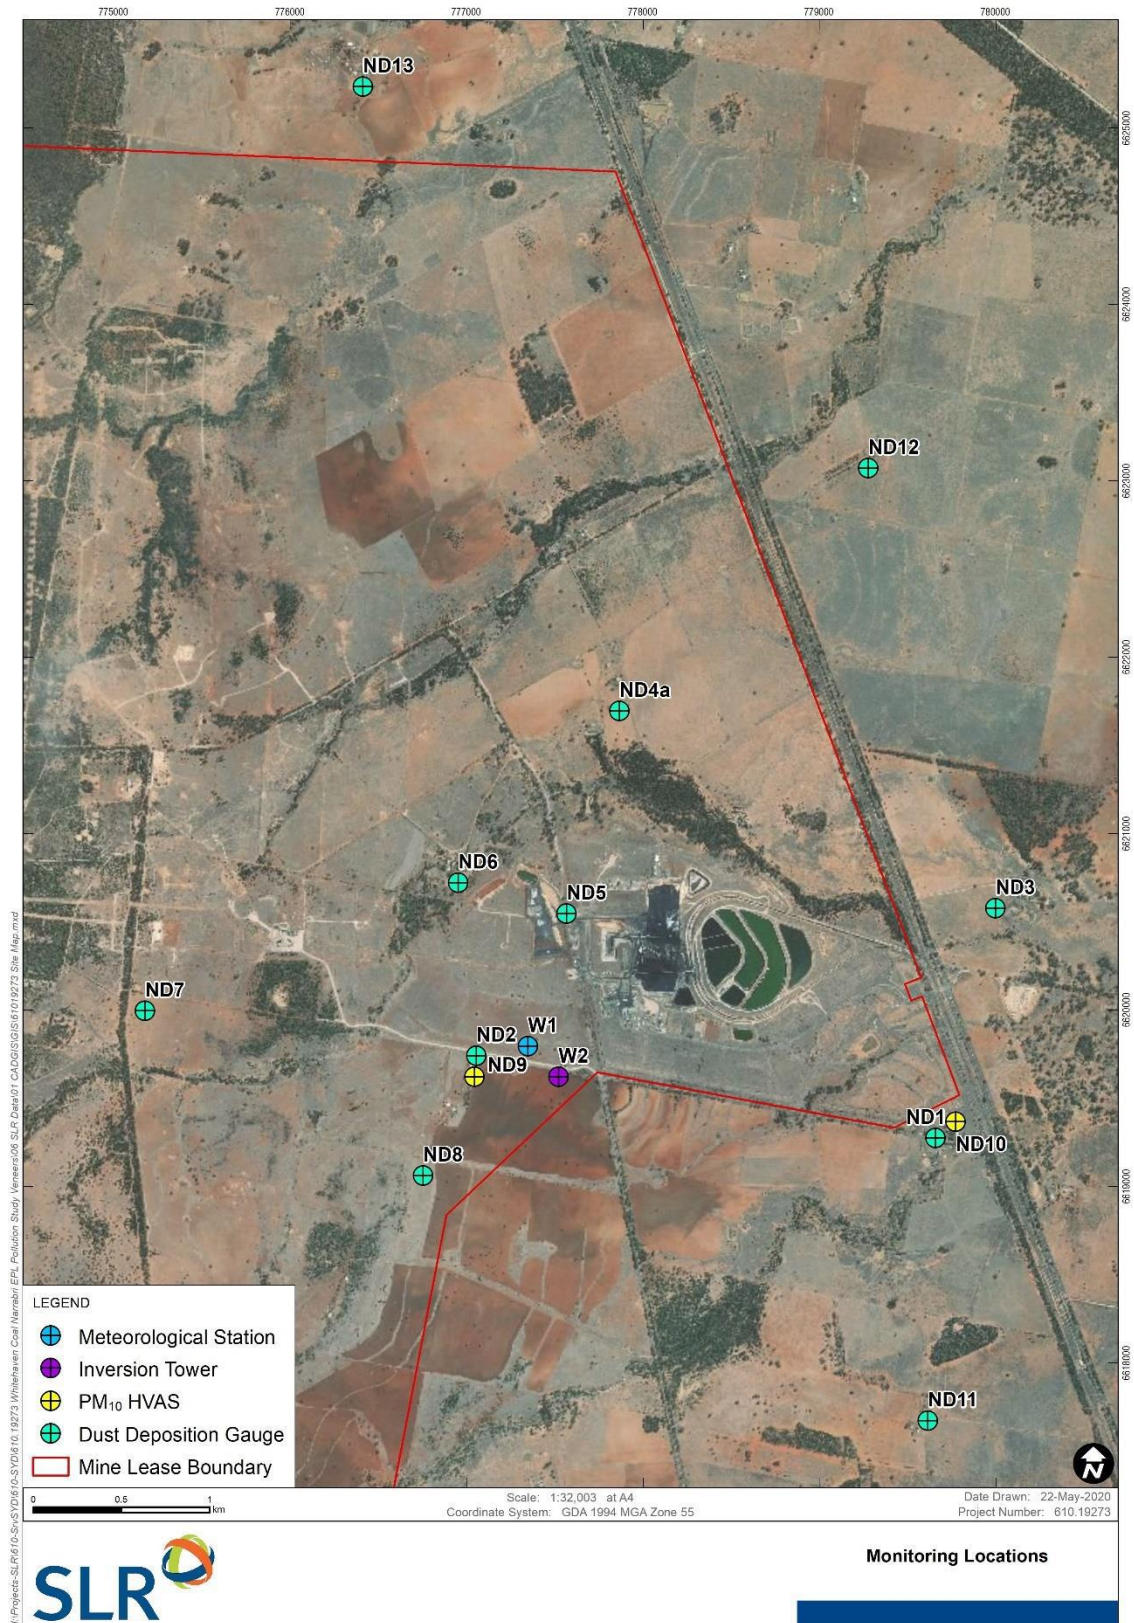 775000 776000 777000 778000 779000 780000
ND13
6625000
6624000
ND12
6623000
6622000
ND4a
6621000
ND6
ND5
ND3
ND7
6620000
W1
ND2
W2
ND9
ND1
ND10
ND8
6619000
6618000
ND11
LEGEND
Meteorological Station
Inversion Tower
PM₁₀ HVAS
Dust Deposition Gauge
Mine Lease Boundary
N
0 0.5 1
km
Scale: 1:32,003 at A4
Coordinate System: GDA 1994 MGA Zone 55
Date Drawn: 22-May-2020
Project Number: 610.19273
SLR
Monitoring Locations